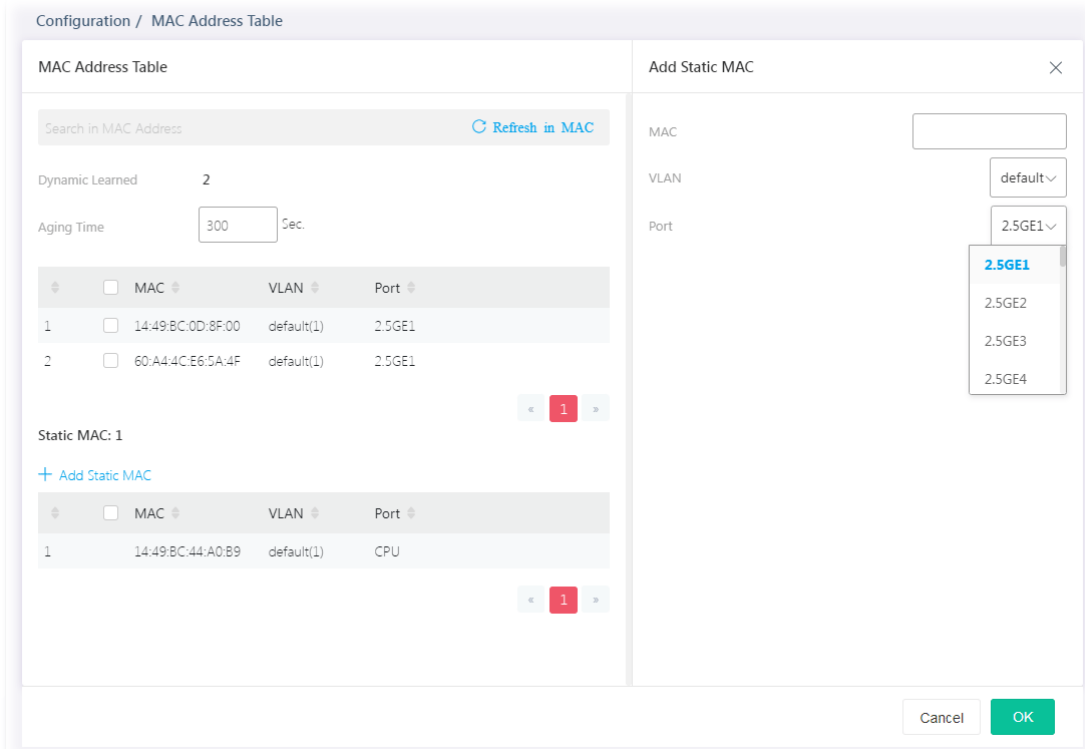 Configuration / MAC Address Table
MAC Address Table
Search in MAC Address
Refresh in MAC
Dynamic Learned 2
Aging Time 300 Sec.
MAC VLAN Port
1 14:49:BC:0D:8F:00 default(1) 2.5GE1
2 60:A4:4C:E6:5A:4F default(1) 2.5GE1
« 1 »
Static MAC: 1
+ Add Static MAC
MAC VLAN Port
1 14:49:BC:44:A0:B9 default(1) CPU
« 1 »
Add Static MAC
MAC
VLAN default
Port 2.5GE1
2.5GE1
2.5GE2
2.5GE3
2.5GE4
Cancel OK